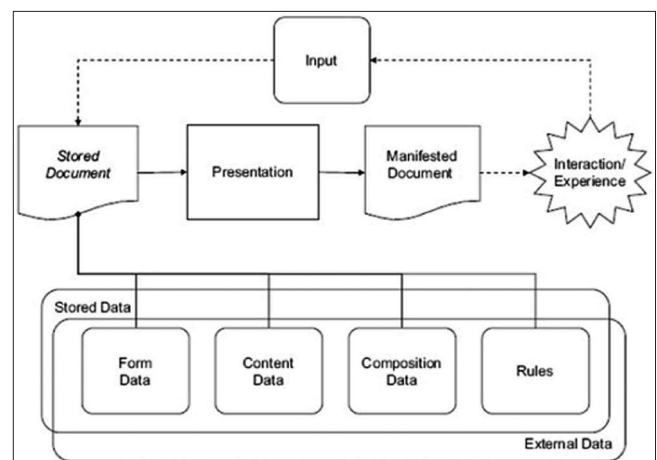 Input
Stored
Document
Presentation
Manifested
Document
Interaction/
Experience
Stored Data
Form
Data
Content
Data
Composition
Data
Rules
External Data